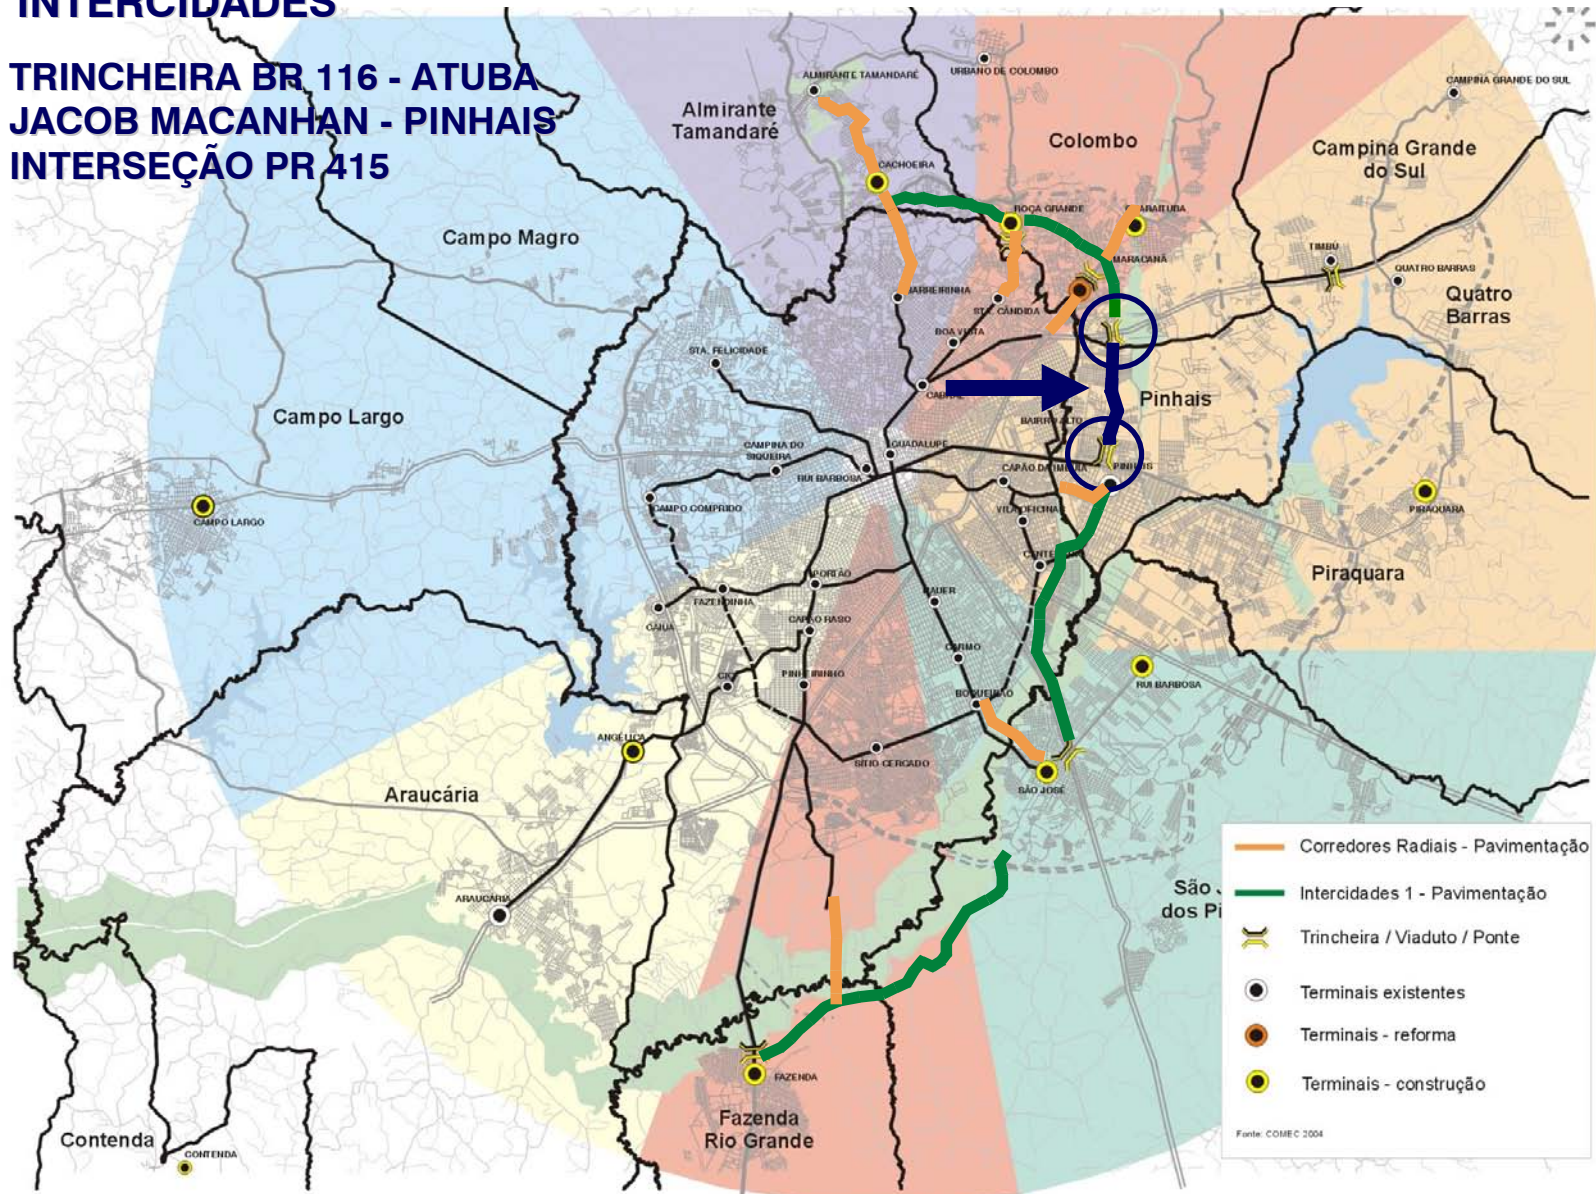 INTERCIDADES
TRINCHEIRA BR 116 - ATUBA
JACOB MACANHAN - PINHAIS
INTERSEÇÃO PR 415
ALMIRANTE TAMANDARÉ
URBANO DE COLOMBO
CAMPINA GRANDE DO SUL
Almirante
Tamandaré
Colombo
Campina Grande
do Sul
CACHOEIRA
ROÇA GRANDE
Campo Magro
MARACANÃ
TIMBÚ
QUATRO BARRAS
Quatro
Barras
STA. CÂNDIDA
BOA VISTA
STA. FELICIDADE
Pinhais
Campo Largo
BAIRRO ALTO
CAMPINA DO
SIQUEIRA
GUADALUPE
RUI BARBOSA
CAPÃO DA IMBUIA
PINHAIS
CAMPO COMPRIDO
VILA OFICINAS
CAMPO LARGO
PIRAQUARA
Piraquara
PORTÃO
FAZENDINHA
HAUER
CAIUÁ
CAPÃO RASO
CARMO
PINHEIRINHO
RUI BARBOSA
BOQUEIRÃO
ANGÉLICA
SÍTIO CERCADO
SÃO JOSÉ
Araucária
ARAUCÁRIA
São J
dos Pi
Corredores Radiais - Pavimentação
Intercidades 1 - Pavimentação
Trincheira / Viaduto / Ponte
Terminais existentes
Terminais - reforma
Terminais - construção
Fonte: COMEC 2004
FAZENDA
Fazenda
Rio Grande
Contenda
CONTENDA